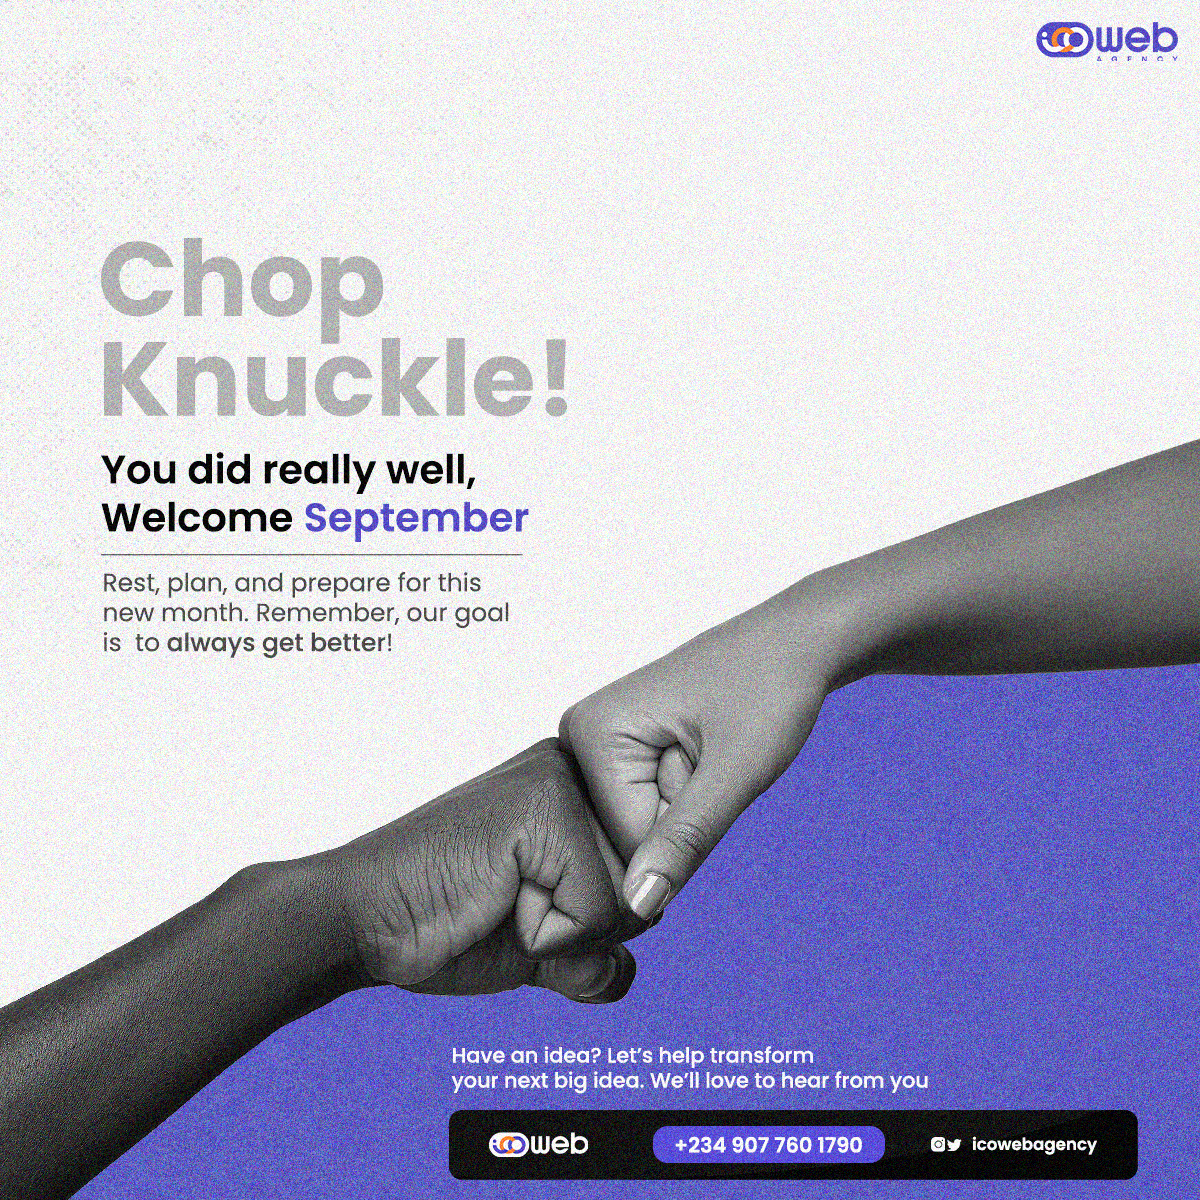 icoweb
AGENCY
Chop
Knuckle!
You did really well,
Welcome September
Rest, plan, and prepare for this
new month. Remember, our goal
is to always get better!
Have an idea? Let's help transform
your next big idea. We'll love to hear from you
icoweb
+234 907 760 1790
icowebagency